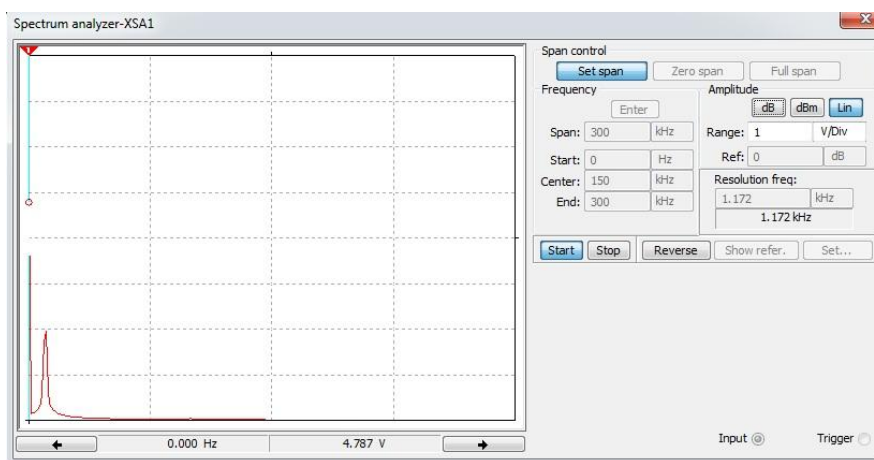 Spectrum analyzer-XSA1
1
Span control
Set span Zero span Full span
Frequency
Enter
Span: 300 kHz
Start: 0 Hz
Center: 150 kHz
End: 300 kHz
Amplitude
dB dBm Lin
Range: 1 V/Div
Ref: 0 dB
Resolution freq:
1.172 kHz
1.172 kHz
Start Stop Reverse Show refer. Set...
0.000 Hz 4.787 V
Input Trigger